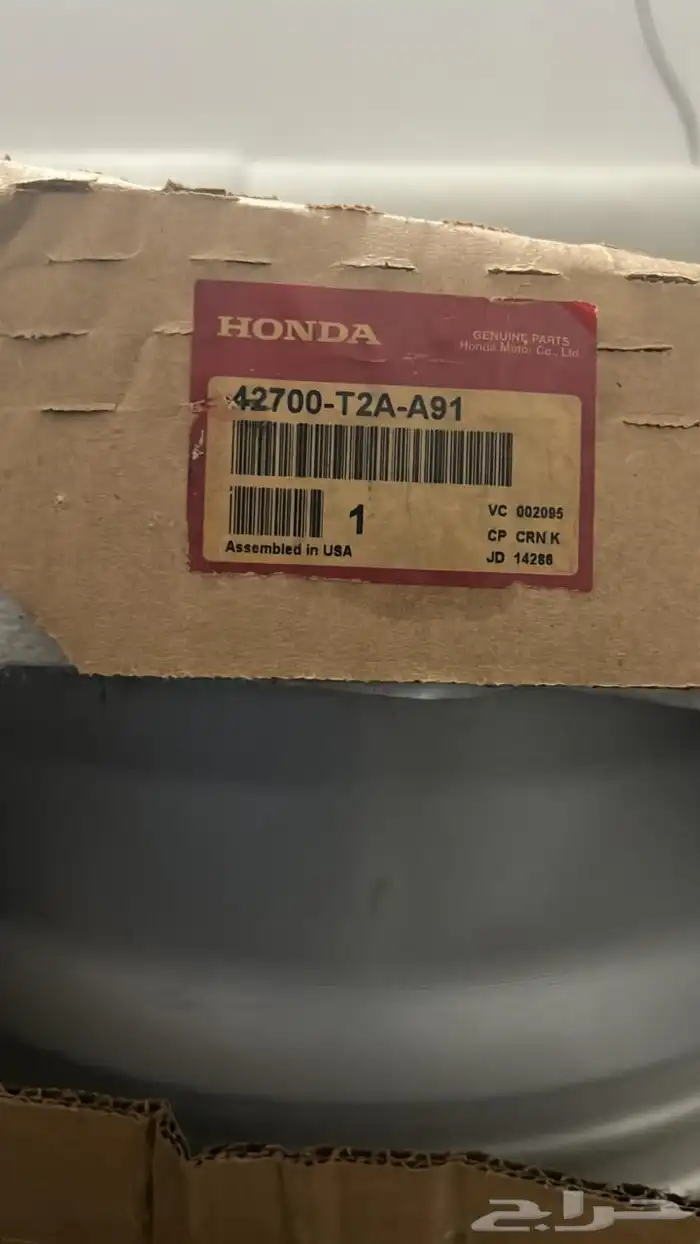 HONDA
GENUINE PARTS
Honda Motor Co., Ltd.
42700-T2A-A91
1
VC 002095
CP CRN K
JD 14286
Assembled in USA
حراج